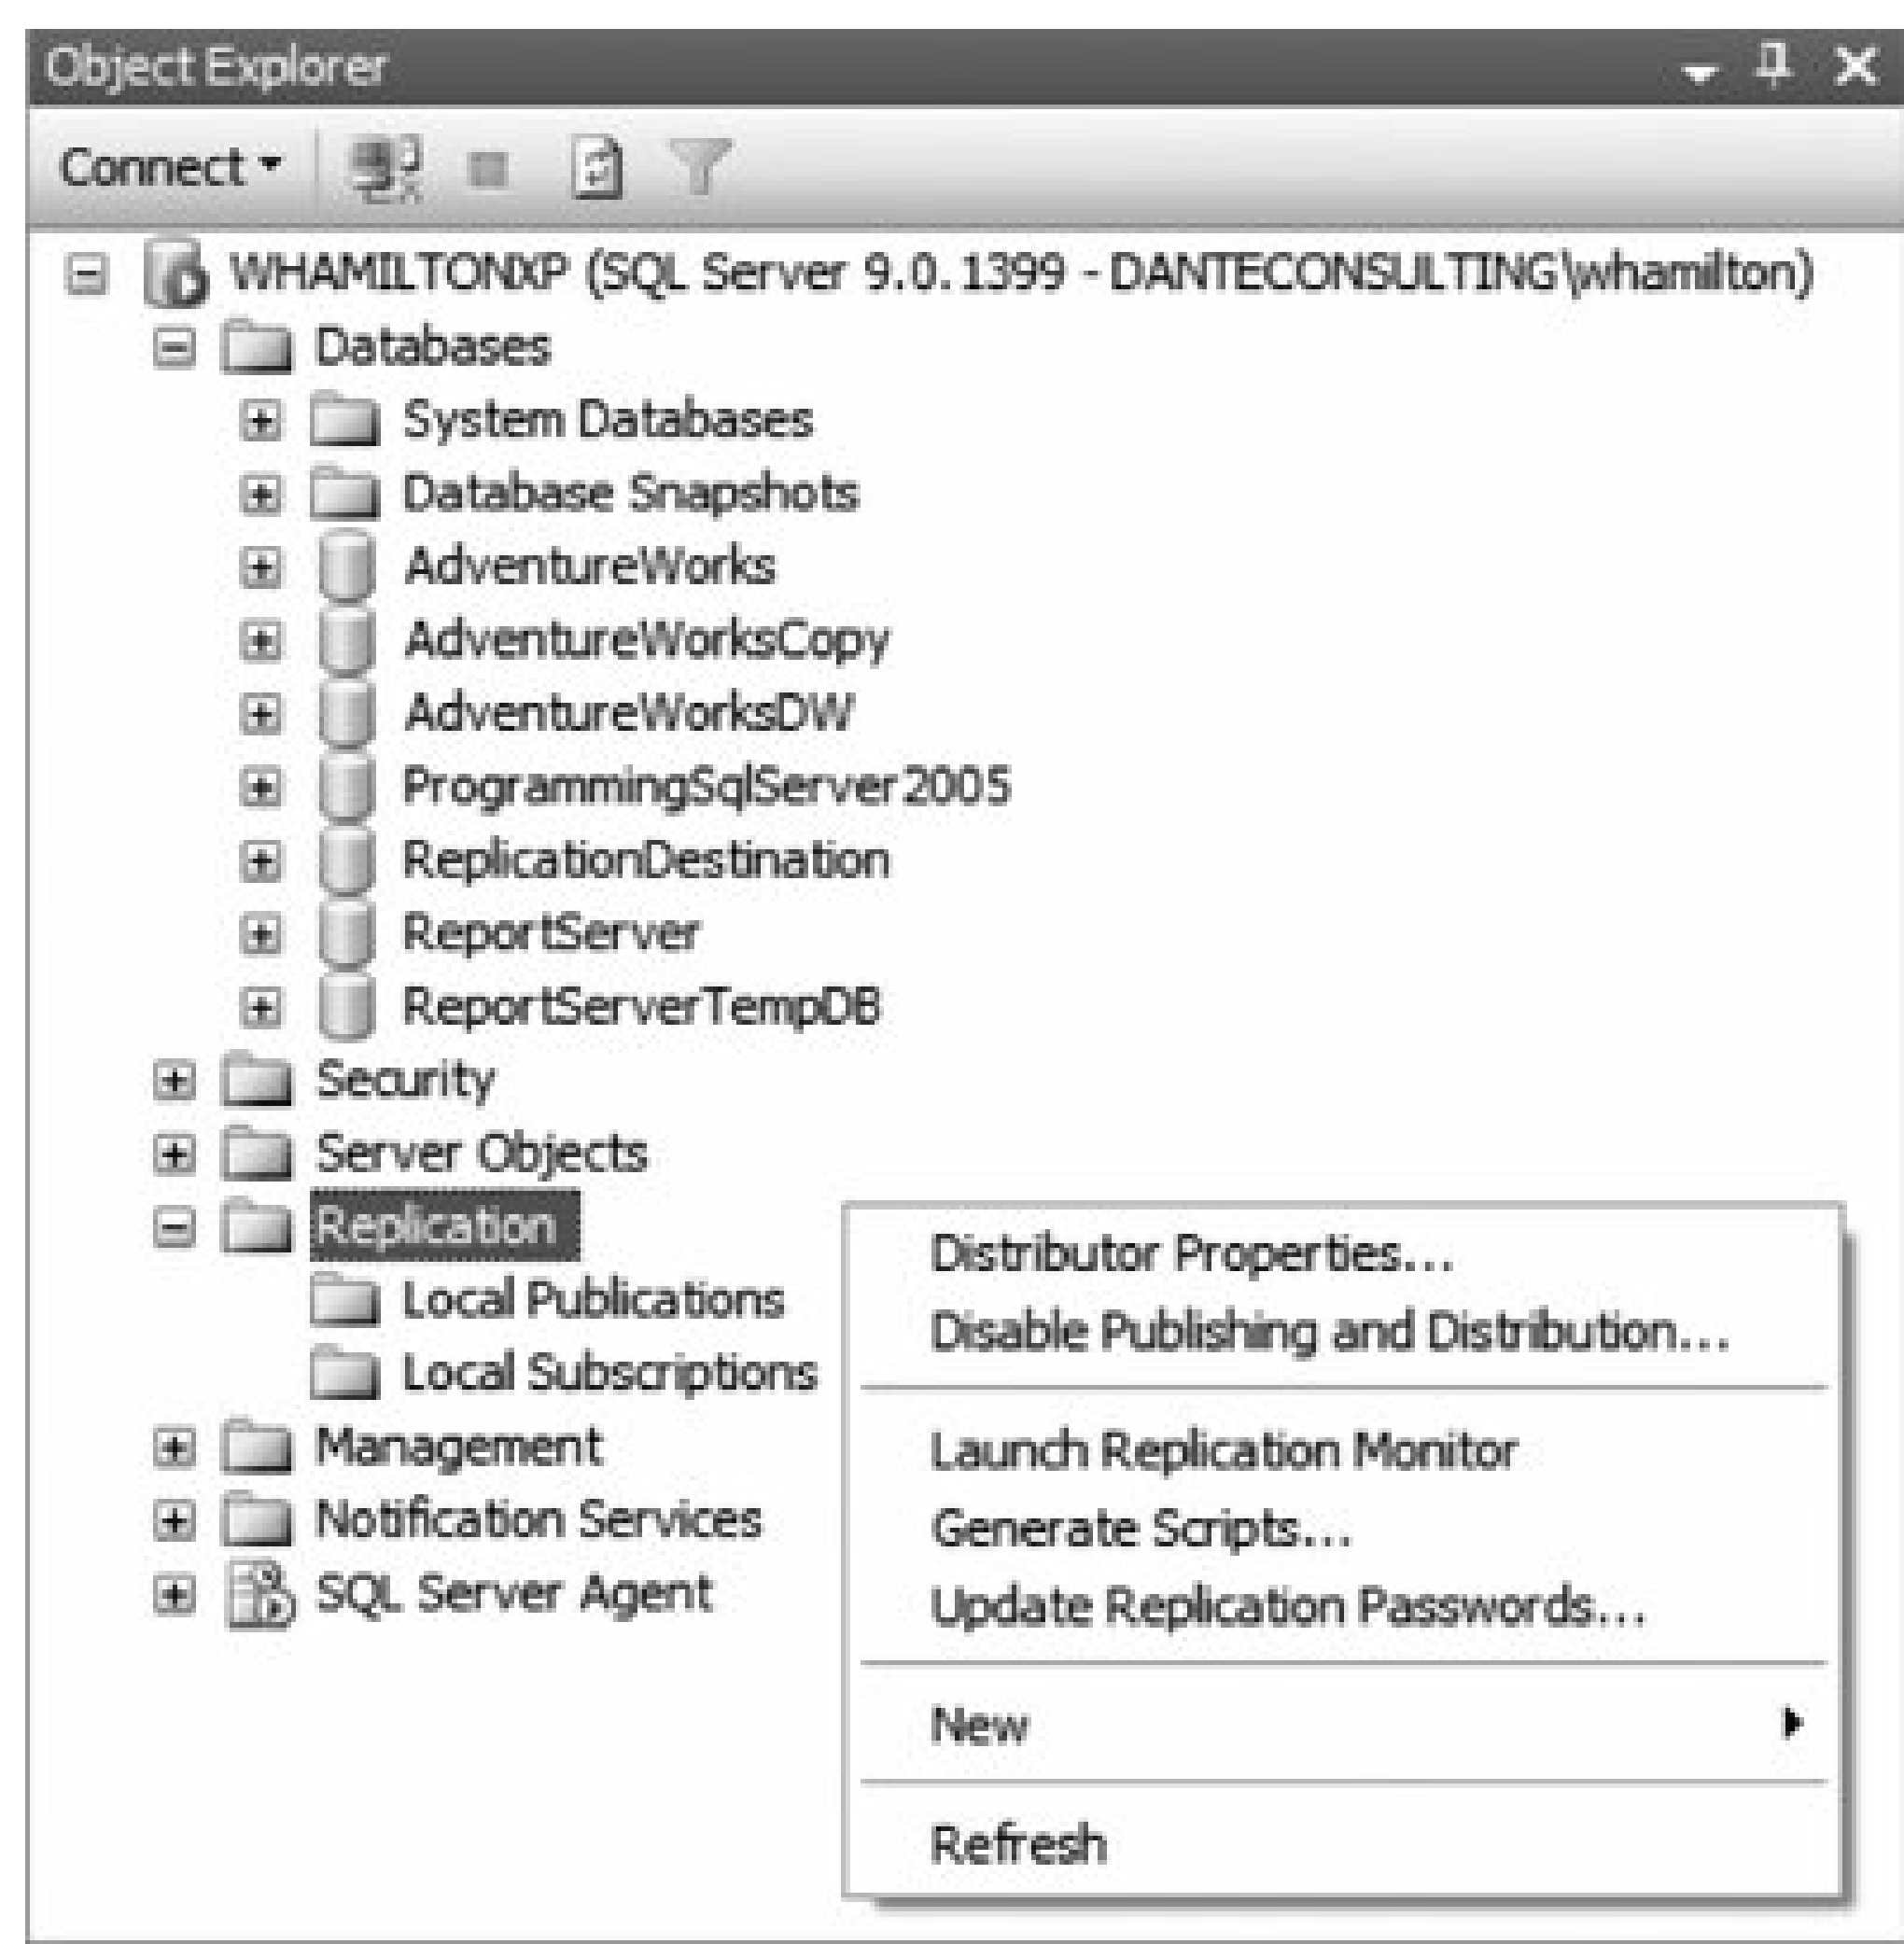 Object Explorer
Connect
WHAMILTONXP (SQL Server 9.0.1399 - DANTECONSULTING\whamilton)
Databases
System Databases
Database Snapshots
AdventureWorks
AdventureWorksCopy
AdventureWorksDW
ProgrammingSqlServer2005
ReplicationDestination
ReportServer
ReportServerTempDB
Security
Server Objects
Replication
Local Publications
Local Subscriptions
Management
Notification Services
SQL Server Agent
Distributor Properties...
Disable Publishing and Distribution...
Launch Replication Monitor
Generate Scripts...
Update Replication Passwords...
New
Refresh